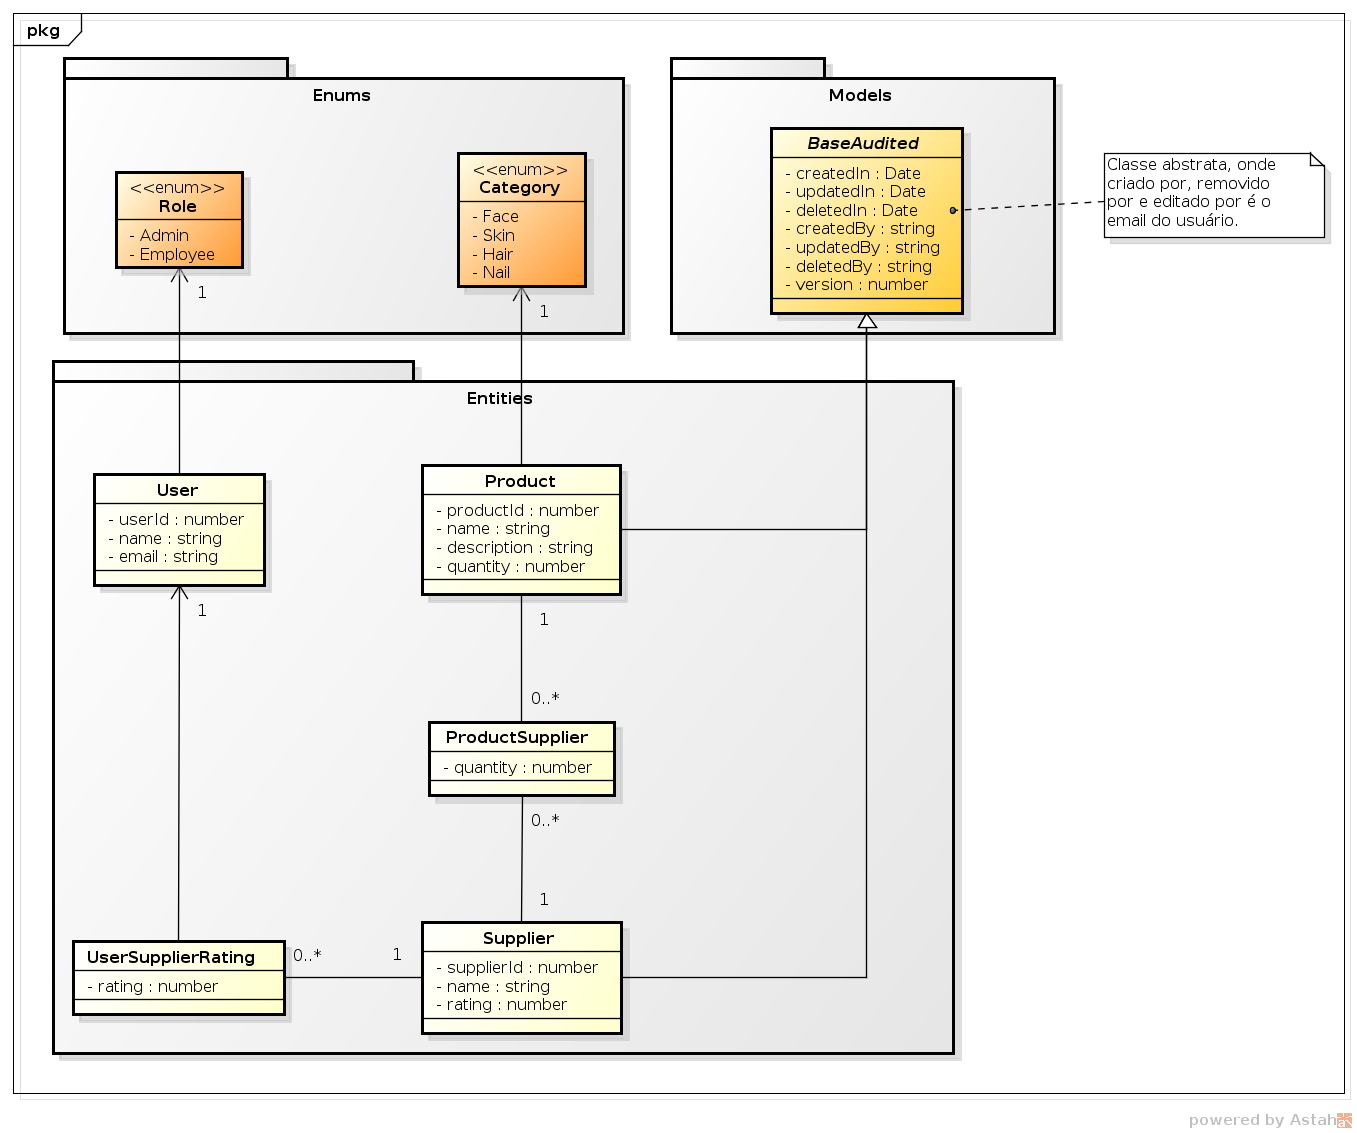 pkg
Enums
<<enum>>
Role
- Admin
- Employee
1
<<enum>>
Category
- Face
- Skin
- Hair
- Nail
1
Models
BaseAudited
- createdIn : Date
- updatedIn : Date
- deletedIn : Date
- createdBy : string
- updatedBy : string
- deletedBy : string
- version : number
Classe abstrata, onde
criado por, removido
por e editado por é o
email do usuário.
Entities
User
- userId : number
- name : string
- email : string
1
Product
- productId : number
- name : string
- description : string
- quantity : number
1
0..*
ProductSupplier
- quantity : number
0..*
1
UserSupplierRating
- rating : number
0..*
1
Supplier
- supplierId : number
- name : string
- rating : number
powered by Astah